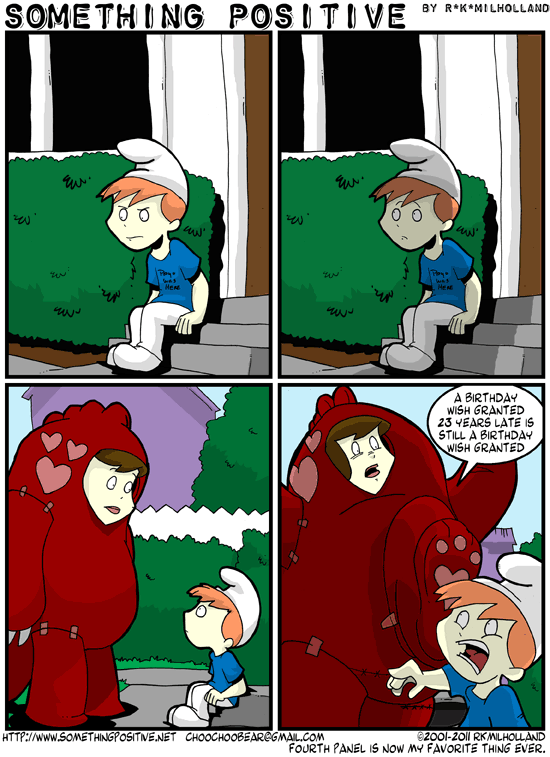 SOMETHING POSITIVE BY R*K*MILHOLLAND
A BIRTHDAY
WISH GRANTED
23 YEARS LATE IS
STILL A BIRTHDAY
WISH GRANTED
HTTP://WWW.SOMETHINGPOSITIVE.NET CHOOCHOOBEAR@GMAIL.COM ©2001-2011 RKMILHOLLAND
FOURTH PANEL IS NOW MY FAVORITE THING EVER.